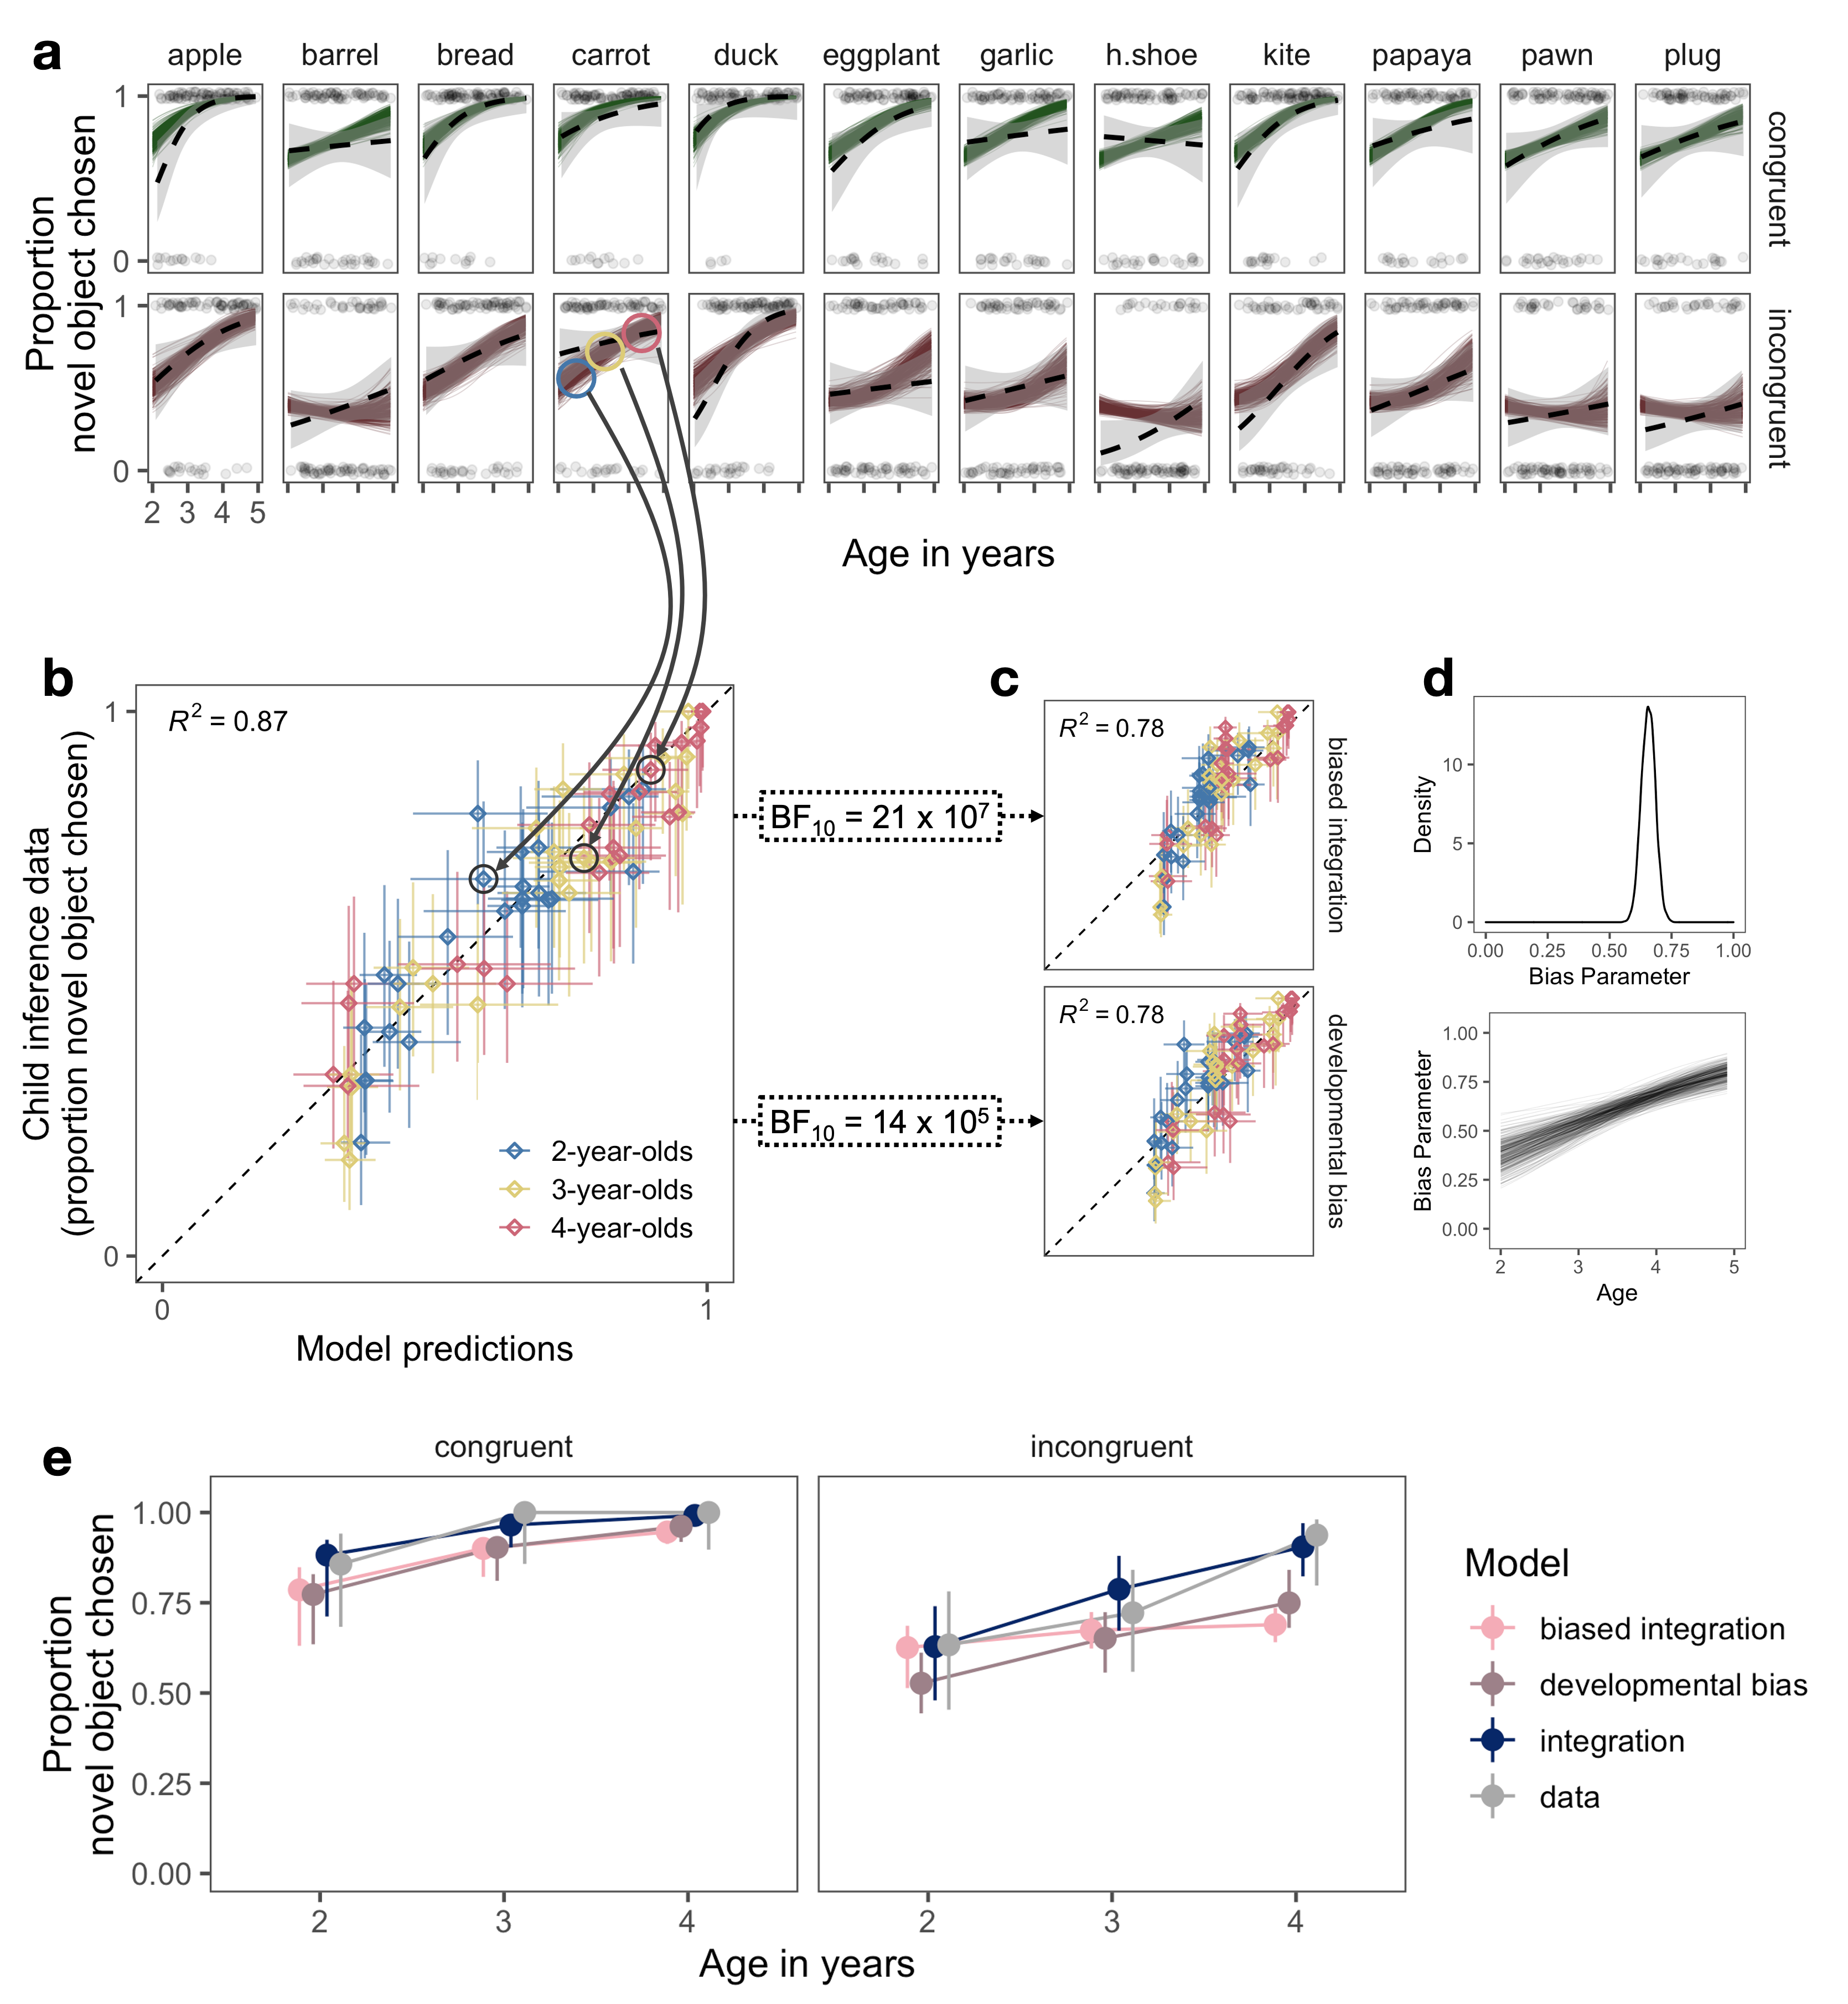 a
apple barrel bread carrot duck eggplant garlic h.shoe kite papaya pawn plug
Proportion
novel object chosen
1
0
congruent
1
0
incongruent
2 3 4 5
Age in years
b
R² = 0.87
Child inference data
(proportion novel object chosen)
1
0
2-year-olds
3-year-olds
4-year-olds
0 1
Model predictions
BF₁₀ = 21 x 10⁷
BF₁₀ = 14 x 10⁵
c
R² = 0.78
biased integration
R² = 0.78
developmental bias
d
Density
10
5
0
0.00 0.25 0.50 0.75 1.00
Bias Parameter
Bias Parameter
1.00
0.75
0.50
0.25
0.00
2 3 4 5
Age
e
congruent incongruent
Proportion
novel object chosen
1.00
0.75
0.50
0.25
0.00
2 3 4 2 3 4
Age in years
Model
biased integration
developmental bias
integration
data